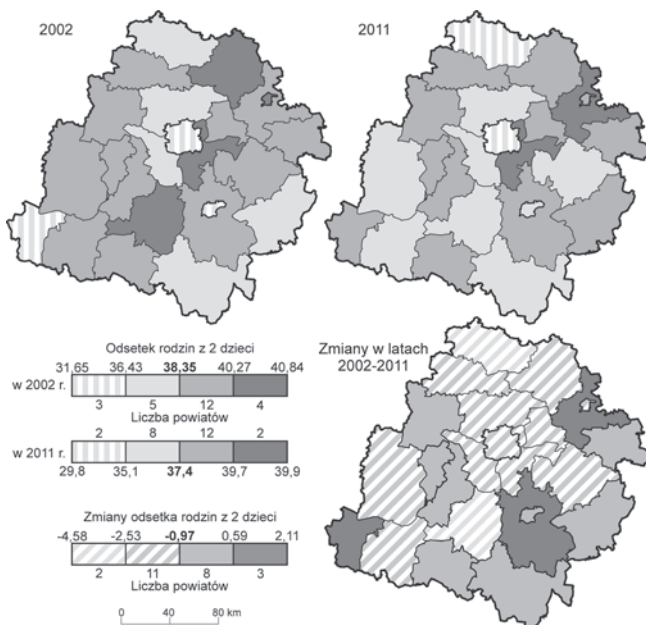 2002
2011
Odsetek rodzin z 2 dzieci
31,65 36,43 38,35 40,27 40,84
w 2002 r.
3 5 12 4
Liczba powiatów
2 8 12 2
w 2011 r.
29,8 35,1 37,4 39,7 39,9
Zmiany odsetka rodzin z 2 dzieci
-4,58 -2,53 -0,97 0,59 2,11
2 11 8 3
Liczba powiatów
0 40 80 km
Zmiany w latach
2002-2011